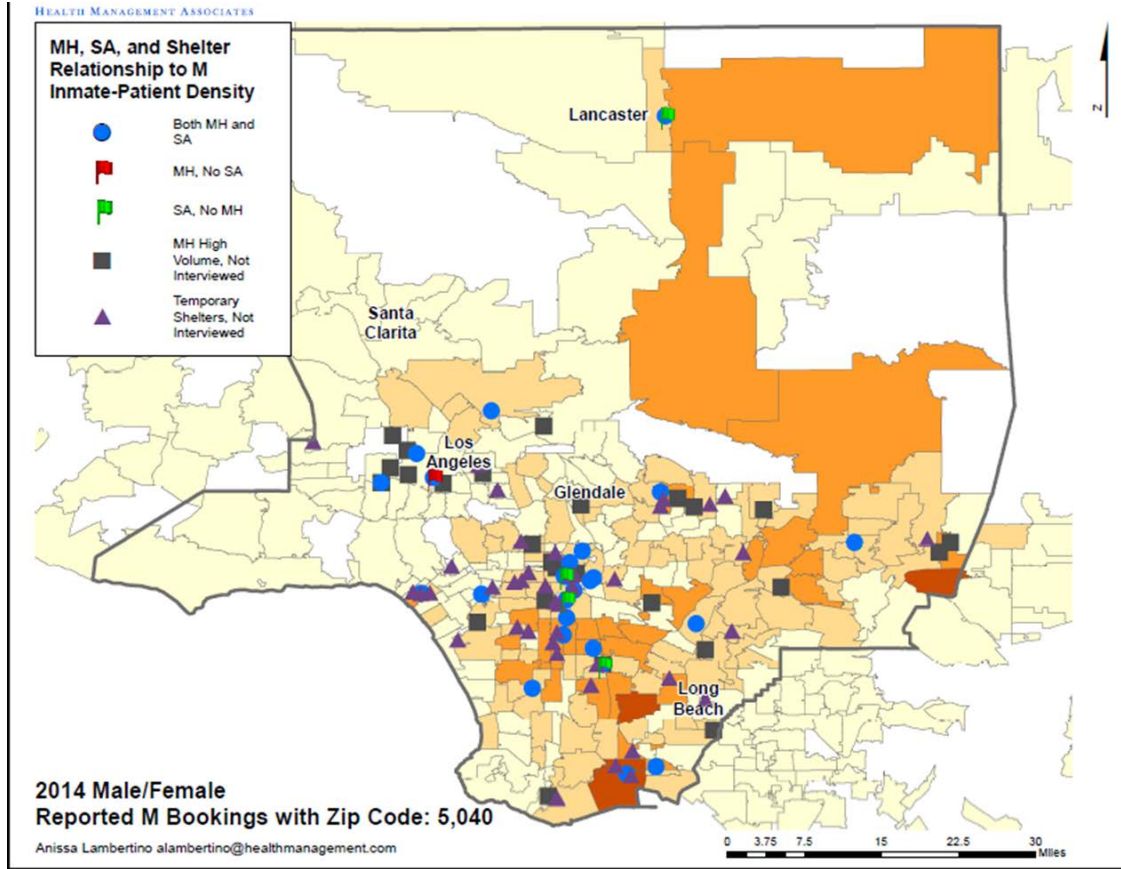 HEALTH MANAGEMENT ASSOCIATES
MH, SA, and Shelter
Relationship to M
Inmate-Patient Density
Both MH and
SA
MH, No SA
SA, No MH
MH High
Volume, Not
Interviewed
Temporary
Shelters, Not
Interviewed
N
Lancaster
Santa
Clarita
Los
Angeles
Glendale
Long
Beach
2014 Male/Female
Reported M Bookings with Zip Code: 5,040
Anissa Lambertino alambertino@healthmanagement.com
0 3.75 7.5 15 22.5 30
Miles